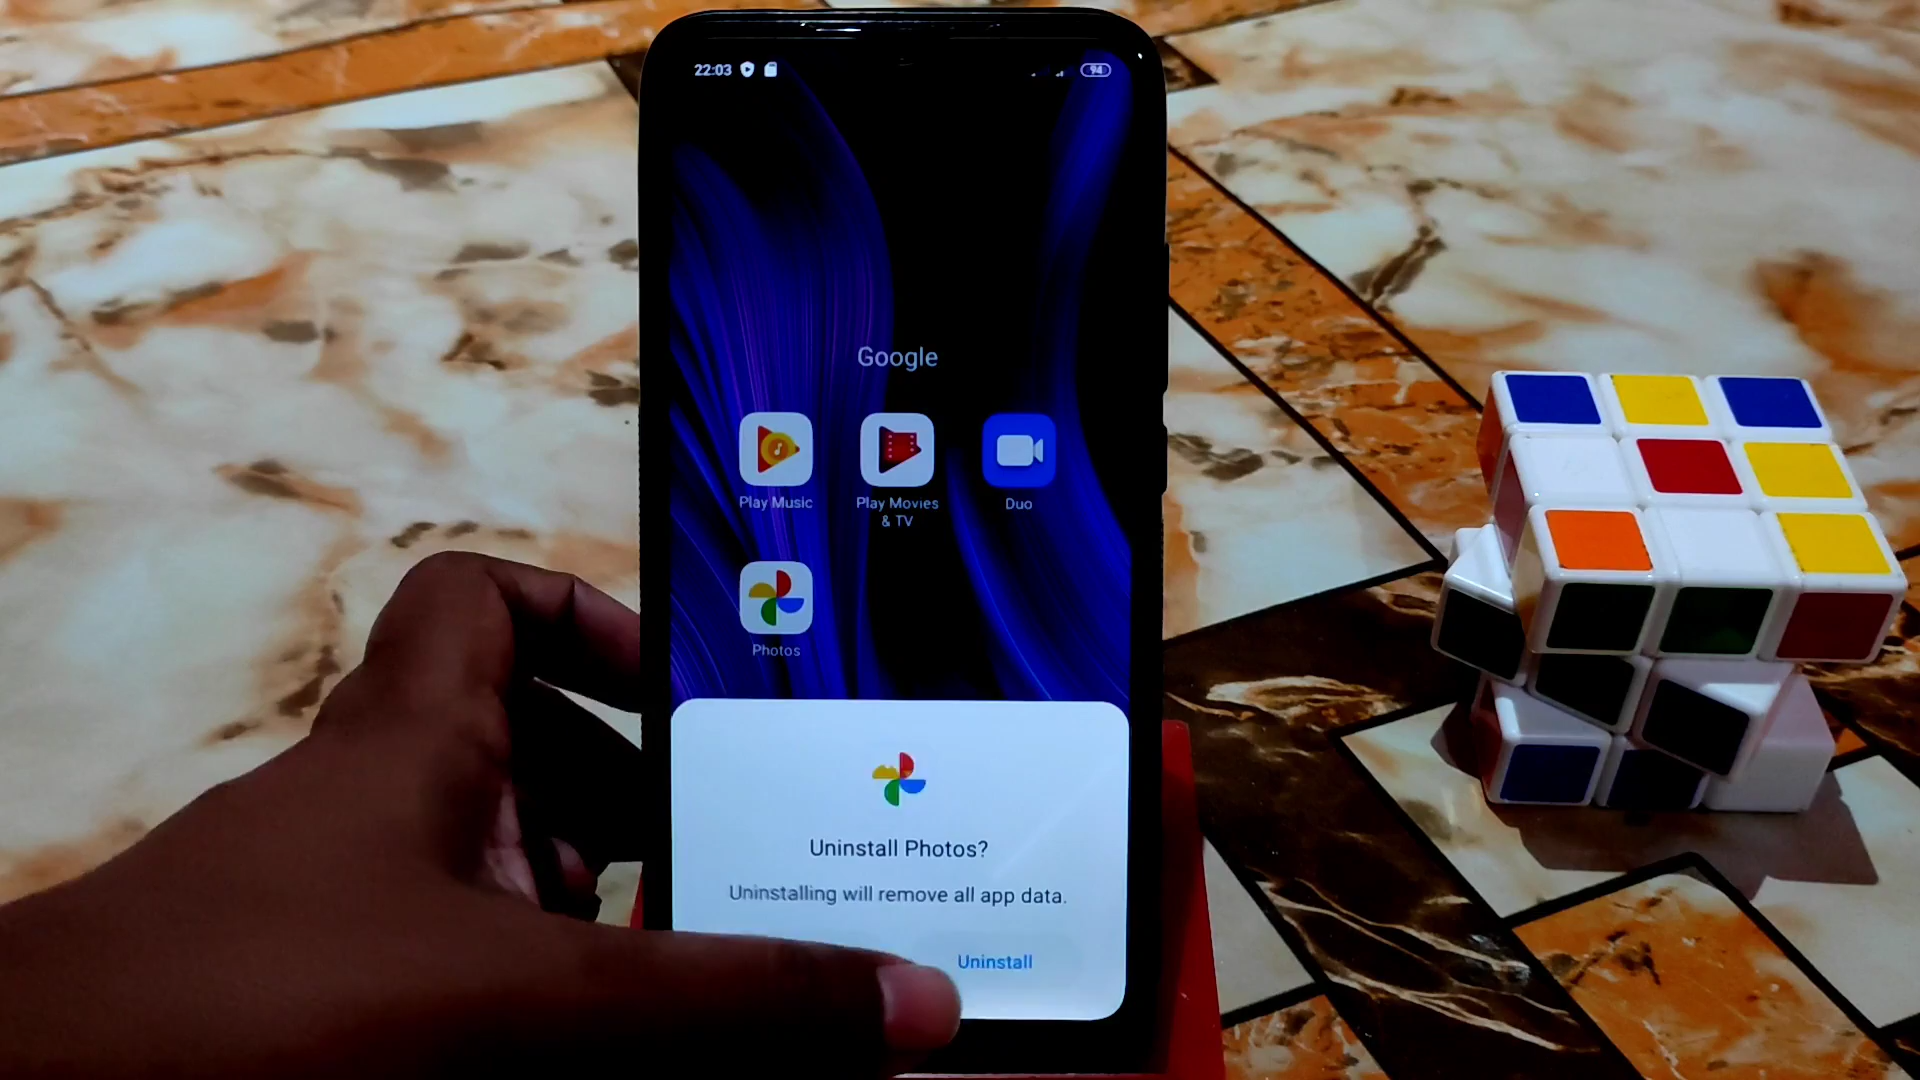 22:03
94
Google
Play Music
Play Movies
& TV
Duo
Photos
Uninstall Photos?
Uninstalling will remove all app data.
Uninstall